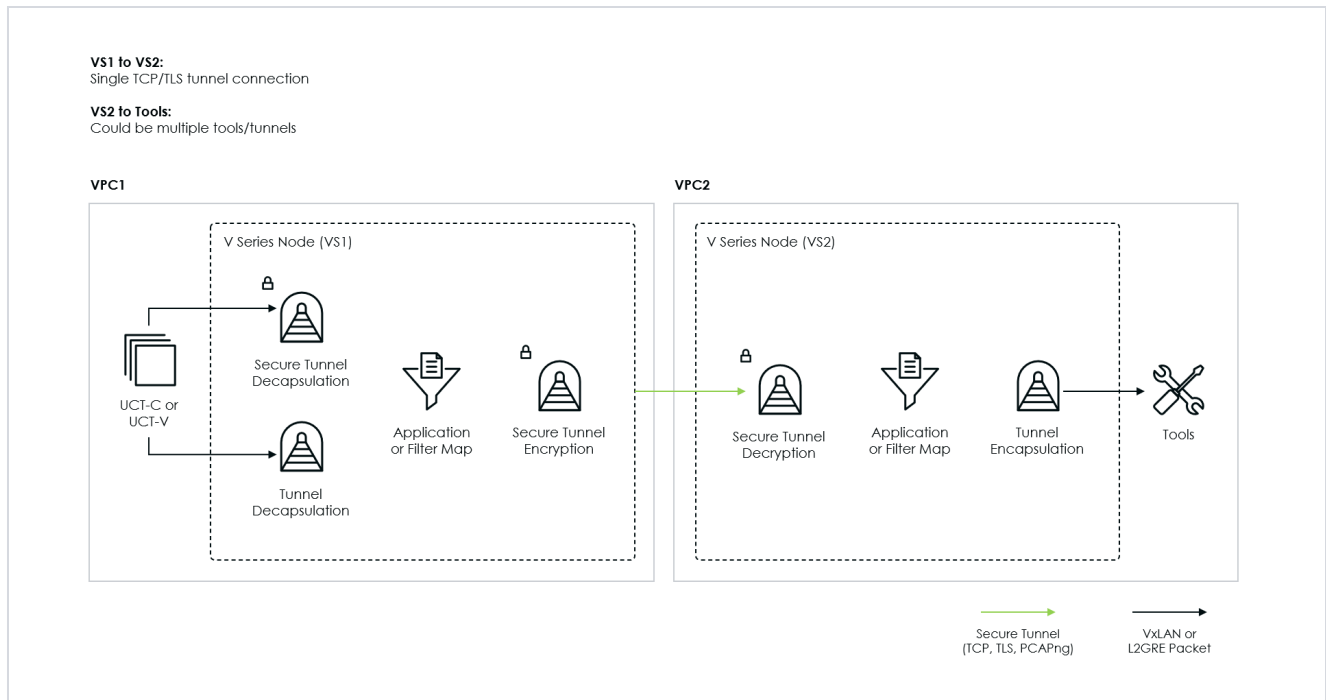 VS1 to VS2:
Single TCP/TLS tunnel connection
VS2 to Tools:
Could be multiple tools/tunnels
VPC1
VPC2
V Series Node (VS1)
Secure Tunnel
Decapsulation
UCT-C or
UCT-V
Application
or Filter Map
Secure Tunnel
Encryption
Tunnel
Decapsulation
V Series Node (VS2)
Secure Tunnel
Decryption
Application
or Filter Map
Tunnel
Encapsulation
Tools
Secure Tunnel
(TCP, TLS, PCAPng)
VxLAN or
L2GRE Packet